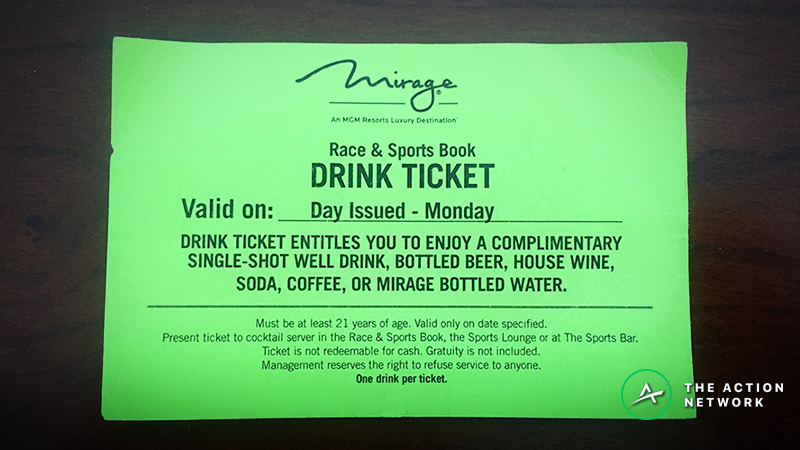 Mirage®
An MGM Resorts Luxury Destination™
Race & Sports Book
DRINK TICKET
Valid on: Day Issued - Monday
DRINK TICKET ENTITLES YOU TO ENJOY A COMPLIMENTARY
SINGLE-SHOT WELL DRINK, BOTTLED BEER, HOUSE WINE,
SODA, COFFEE, OR MIRAGE BOTTLED WATER.
Must be at least 21 years of age. Valid only on date specified.
Present ticket to cocktail server in the Race & Sports Book, the Sports Lounge or at The Sports Bar.
Ticket is not redeemable for cash. Gratuity is not included.
Management reserves the right to refuse service to anyone.
One drink per ticket.
THE ACTION
NETWORK